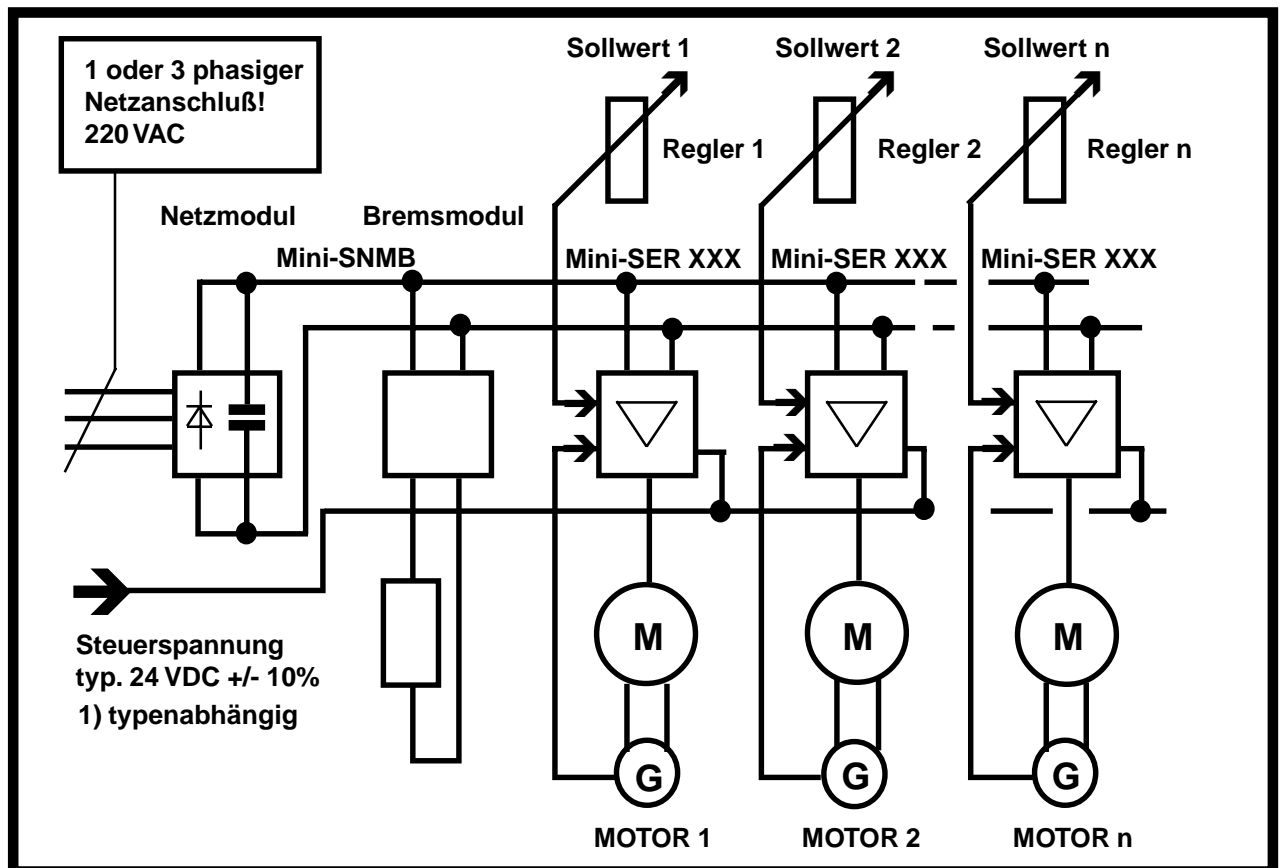 1 oder 3 phasiger
Netzanschluß!
220 VAC
Sollwert 1
Sollwert 2
Sollwert n
Regler 1
Regler 2
Regler n
Netzmodul
Bremsmodul
Mini-SNMB
Mini-SER XXX
Mini-SER XXX
Mini-SER XXX
Steuerspannung
typ. 24 VDC +/- 10%
1) typenabhängig
M
M
M
G
G
G
MOTOR 1
MOTOR 2
MOTOR n